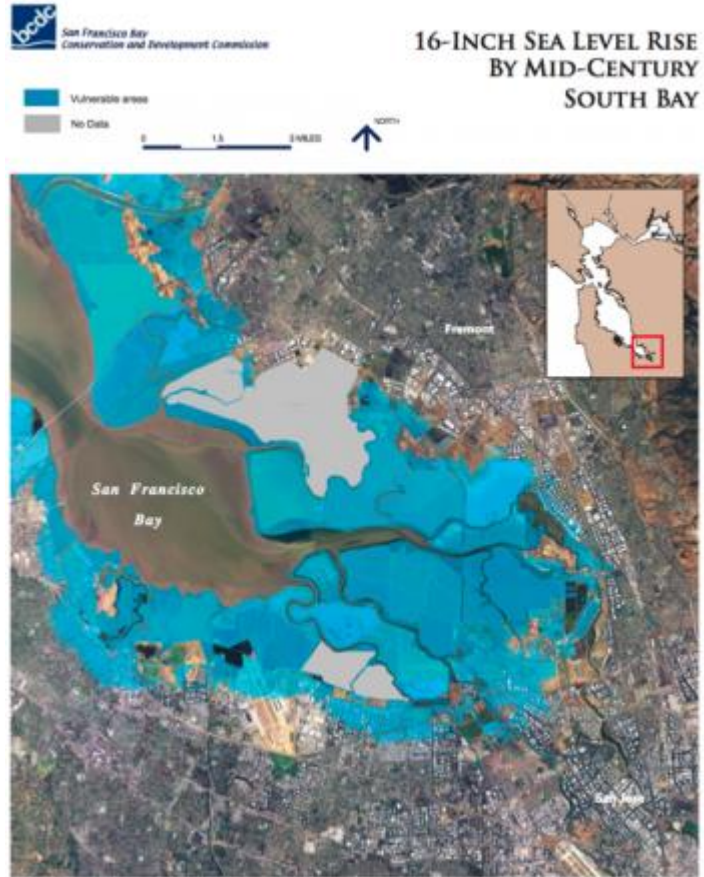 bcdc
San Francisco Bay
Conservation and Development Commission
16-INCH SEA LEVEL RISE
BY MID-CENTURY
SOUTH BAY
Vulnerable areas
No Data
0 1.5 3 MILES
NORTH
Fremont
San Francisco
Bay
San Jose